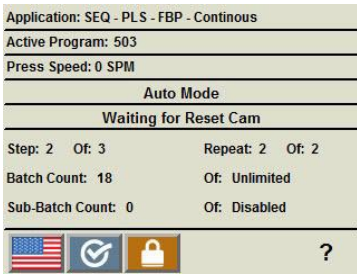 Application: SEQ - PLS - FBP - Continous
Active Program: 503
Press Speed: 0 SPM
Auto Mode
Waiting for Reset Cam
Step: 2 Of: 3 Repeat: 2 Of: 2
Batch Count: 18 Of: Unlimited
Sub-Batch Count: 0 Of: Disabled
?